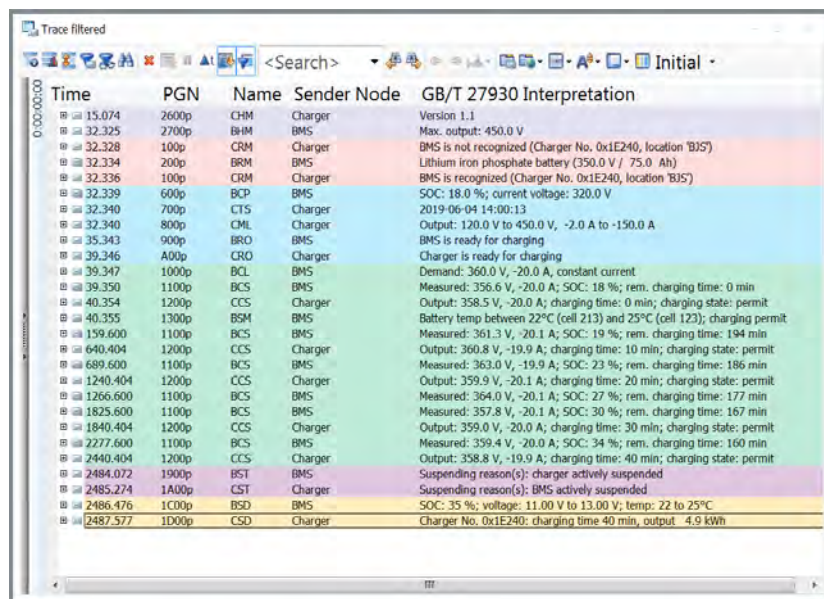 Trace filtered
<Search> Initial
0:00:00:00
Time PGN Name Sender Node GB/T 27930 Interpretation
15.074 2600p CHM Charger Version 1.1
32.325 2700p BHM BMS Max. output: 450.0 V
32.328 100p CRM Charger BMS is not recognized (Charger No. 0x1E240, location 'BJS')
32.334 200p BRM BMS Lithium iron phosphate battery (350.0 V / 75.0 Ah)
32.336 100p CRM Charger BMS is recognized (Charger No. 0x1E240, location 'BJS')
32.339 600p BCP BMS SOC: 18.0 %; current voltage: 320.0 V
32.340 700p CTS Charger 2019-06-04 14:00:13
32.340 800p CML Charger Output: 120.0 V to 450.0 V, -2.0 A to -150.0 A
35.343 900p BRO BMS BMS is ready for charging
39.346 A00p CRO Charger Charger is ready for charging
39.347 1000p BCL BMS Demand: 360.0 V, -20.0 A, constant current
39.350 1100p BCS BMS Measured: 356.6 V, -20.0 A; SOC: 18 %; rem. charging time: 0 min
40.354 1200p CCS Charger Output: 358.5 V, -20.0 A; charging time: 0 min; charging state: permit
40.355 1300p BSM BMS Battery temp between 22°C (cell 213) and 25°C (cell 123); charging permit
159.600 1100p BCS BMS Measured: 361.3 V, -20.1 A; SOC: 19 %; rem. charging time: 194 min
640.404 1200p CCS Charger Output: 360.8 V, -19.9 A; charging time: 10 min; charging state: permit
689.600 1100p BCS BMS Measured: 363.0 V, -19.9 A; SOC: 23 %; rem. charging time: 186 min
1240.404 1200p CCS Charger Output: 359.9 V, -20.1 A; charging time: 20 min; charging state: permit
1266.600 1100p BCS BMS Measured: 364.0 V, -20.1 A; SOC: 27 %; rem. charging time: 177 min
1825.600 1100p BCS BMS Measured: 357.8 V, -20.1 A; SOC: 30 %; rem. charging time: 167 min
1840.404 1200p CCS Charger Output: 359.0 V, -20.0 A; charging time: 30 min; charging state: permit
2277.600 1100p BCS BMS Measured: 359.4 V, -20.0 A; SOC: 34 %; rem. charging time: 160 min
2440.404 1200p CCS Charger Output: 358.8 V, -19.9 A; charging time: 40 min; charging state: permit
2484.072 1900p BST BMS Suspending reason(s): charger actively suspended
2485.274 1A00p CST Charger Suspending reason(s): BMS actively suspended
2486.476 1C00p BSD BMS SOC: 35 %; voltage: 11.00 V to 13.00 V; temp: 22 to 25°C
2487.577 1D00p CSD Charger Charger No. 0x1E240: charging time 40 min, output 4.9 kWh